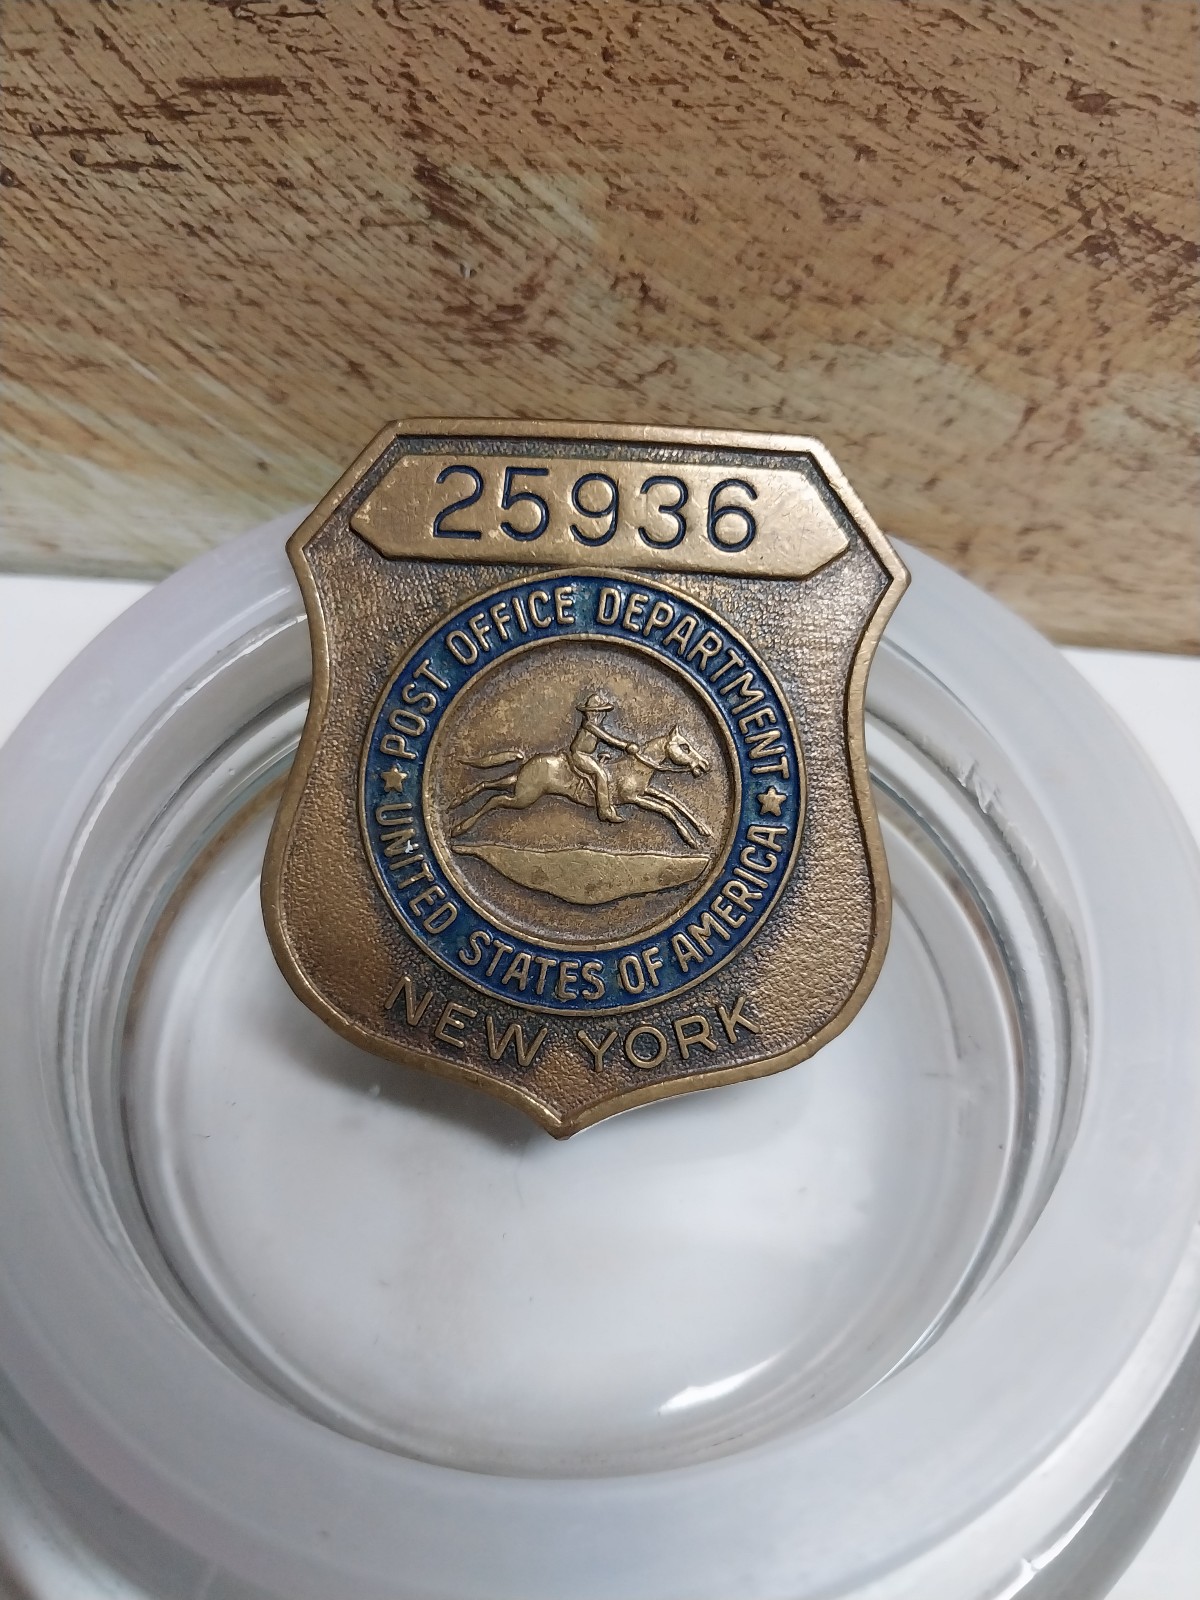 25936
POST OFFICE DEPARTMENT
UNITED STATES OF AMERICA
NEW YORK